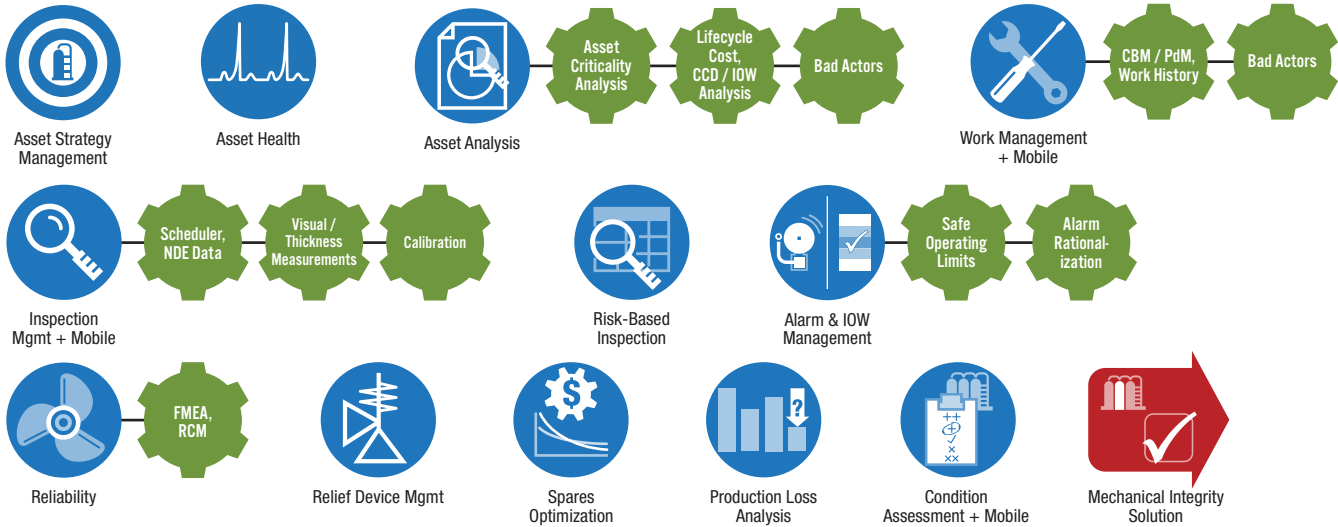 Asset
Criticality
Analysis
Lifecycle
Cost,
CCD / IOW
Analysis
Bad Actors
CBM / PdM,
Work History
Bad Actors
Asset Strategy
Management
Asset Health
Asset Analysis
Work Management
+ Mobile
Scheduler,
NDE Data
Visual /
Thickness
Measurements
Calibration
Safe
Operating
Limits
Alarm
Rational-
ization
Inspection
Mgmt + Mobile
Risk-Based
Inspection
Alarm & IOW
Management
FMEA,
RCM
$
?
++
+
xx
Reliability
Relief Device Mgmt
Spares
Optimization
Production Loss
Analysis
Condition
Assessment + Mobile
Mechanical Integrity
Solution